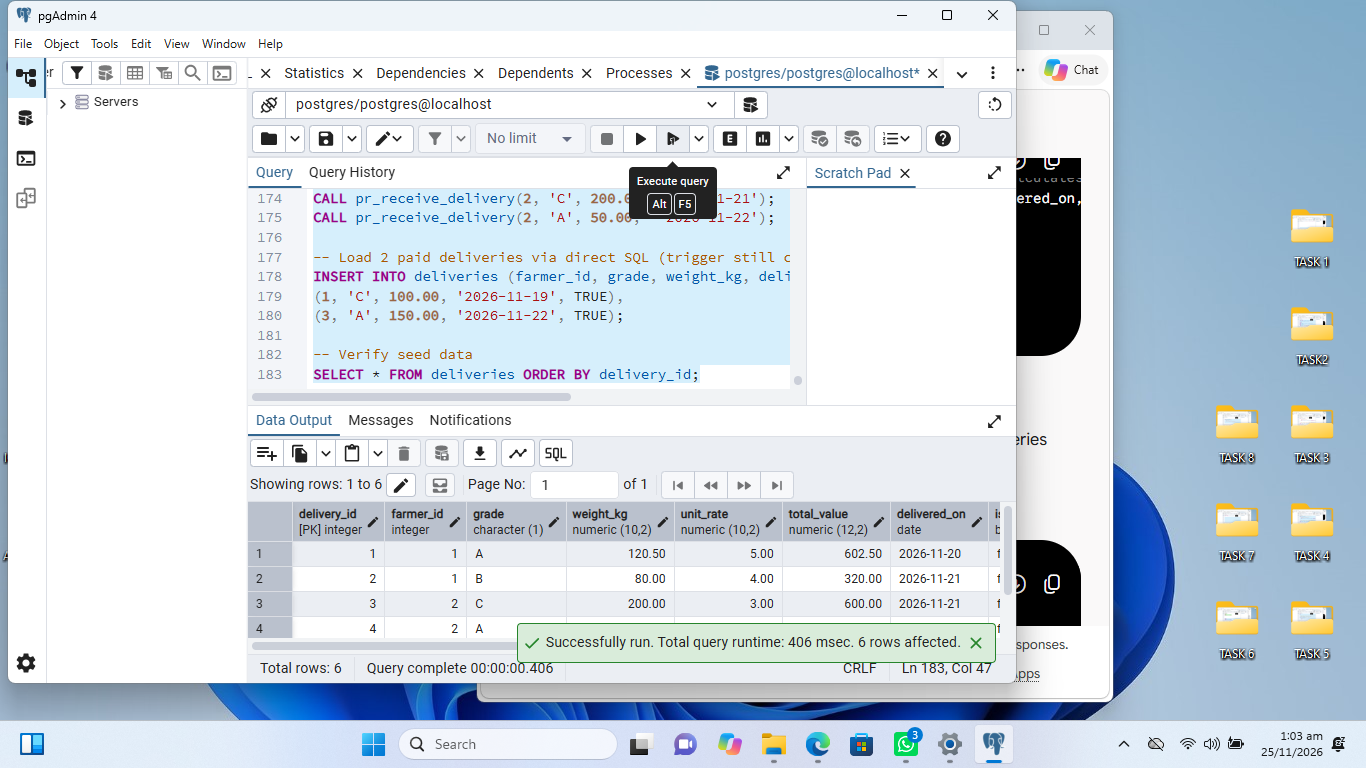 pgAdmin 4
File Object Tools Edit View Window Help
Statistics Dependencies Dependents Processes postgres/postgres@localhost*
Servers
postgres/postgres@localhost
No limit
E
Query Query History
Scratch Pad
Execute query
Alt F5
174 CALL pr_receive_delivery(2, 'C', 200.0 1-21');
175 CALL pr_receive_delivery(2, 'A', 50.00, 2026-11-22');
176
177 -- Load 2 paid deliveries via direct SQL (trigger still c
178 INSERT INTO deliveries (farmer_id, grade, weight_kg, deli
179 (1, 'C', 100.00, '2026-11-19', TRUE),
180 (3, 'A', 150.00, '2026-11-22', TRUE);
181
182 -- Verify seed data
183 SELECT * FROM deliveries ORDER BY delivery_id;
Data Output Messages Notifications
SQL
Showing rows: 1 to 6 Page No: 1 of 1
delivery_id farmer_id grade weight_kg unit_rate total_value delivered_on
[PK] integer integer character (1) numeric (10,2) numeric (10,2) numeric (12,2) date
1 1 1 A 120.50 5.00 602.50 2026-11-20 f
2 2 1 B 80.00 4.00 320.00 2026-11-21 f
3 3 2 C 200.00 3.00 600.00 2026-11-21 f
4 4 2 A
Successfully run. Total query runtime: 406 msec. 6 rows affected.
Total rows: 6 Query complete 00:00:00.406 CRLF Ln 183, Col 47
Chat
ered_on,
eries
sponses.
TASK 1
TASK2
TASK 8 TASK 3
TASK 7 TASK 4
TASK 6 TASK 5
Search
3
1:03 am
25/11/2026